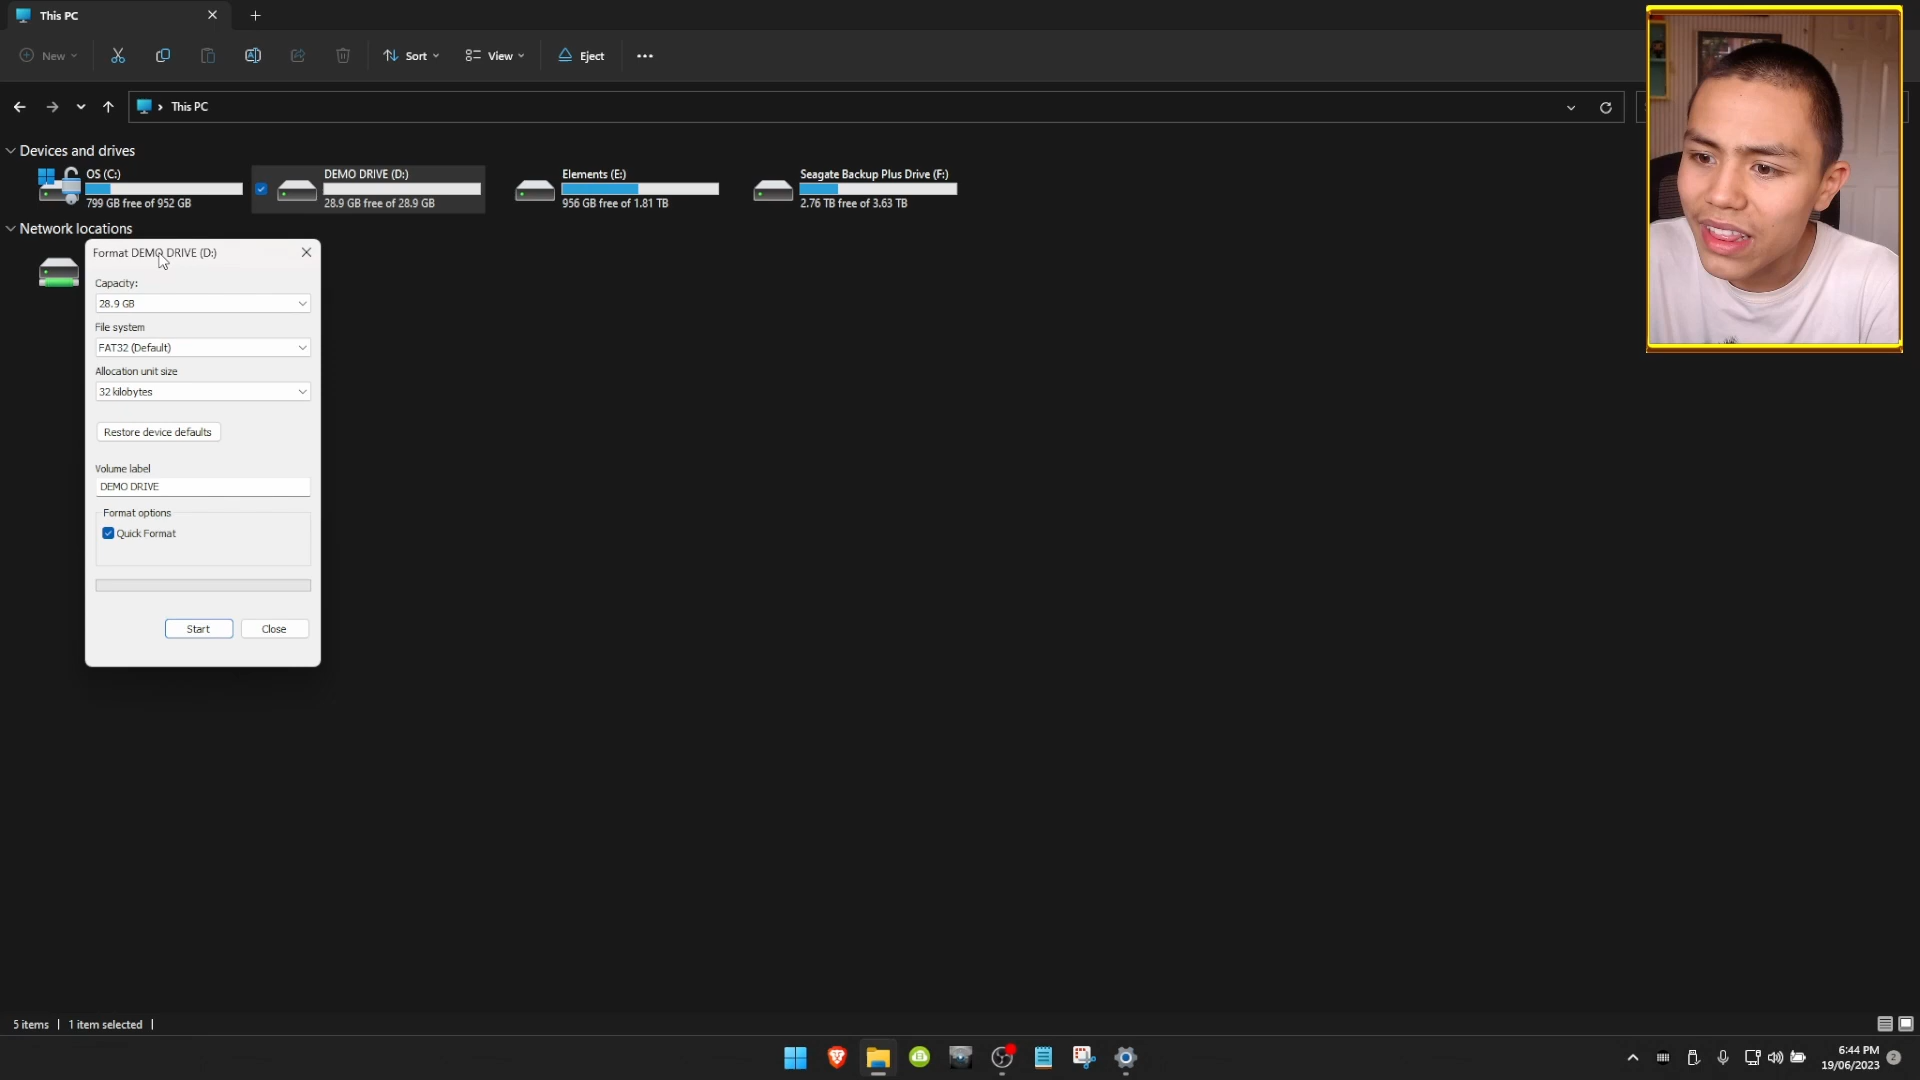 This PC
New
Sort
View
Eject
This PC
Devices and drives
OS (C:)
799 GB free of 952 GB
DEMO DRIVE (D:)
28.9 GB free of 28.9 GB
Elements (E:)
956 GB free of 1.81 TB
Seagate Backup Plus Drive (F:)
2.76 TB free of 3.63 TB
Network locations
Format DEMO DRIVE (D:)
Capacity:
28.9 GB
File system
FAT32 (Default)
Allocation unit size
32 kilobytes
Restore device defaults
Volume label
DEMO DRIVE
Format options
Quick Format
Start
Close
5 items
1 item selected
6:44 PM
19/06/2023
2